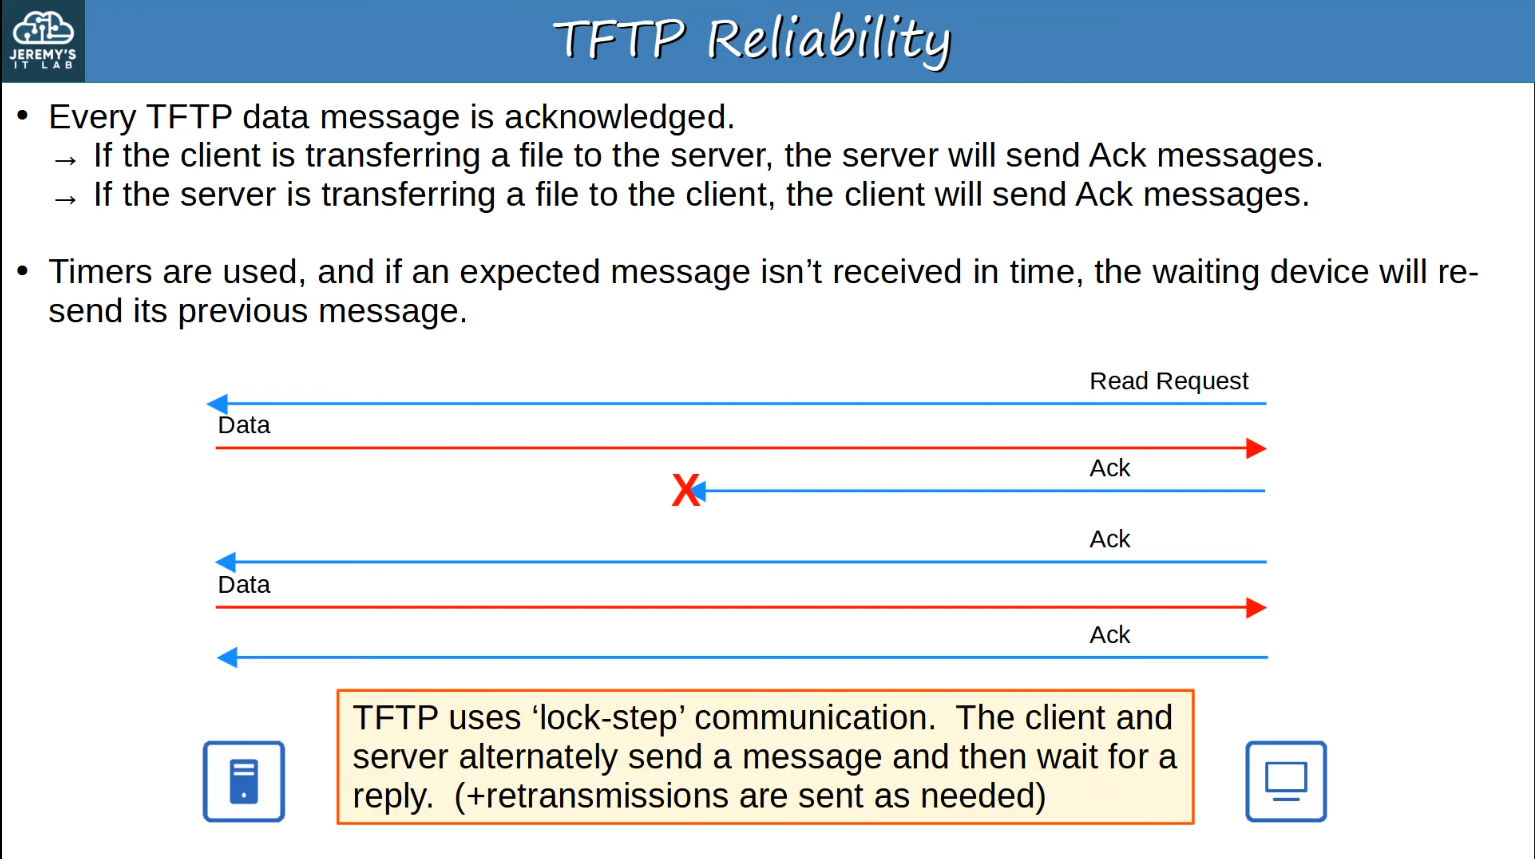 JEREMY'S
IT LAB
TFTP Reliability
• Every TFTP data message is acknowledged.
→ If the client is transferring a file to the server, the server will send Ack messages.
→ If the server is transferring a file to the client, the client will send Ack messages.
• Timers are used, and if an expected message isn’t received in time, the waiting device will re-
send its previous message.
Read Request
Data
Ack
X
Ack
Data
Ack
TFTP uses ‘lock-step’ communication.  The client and
server alternately send a message and then wait for a
reply.  (+retransmissions are sent as needed)